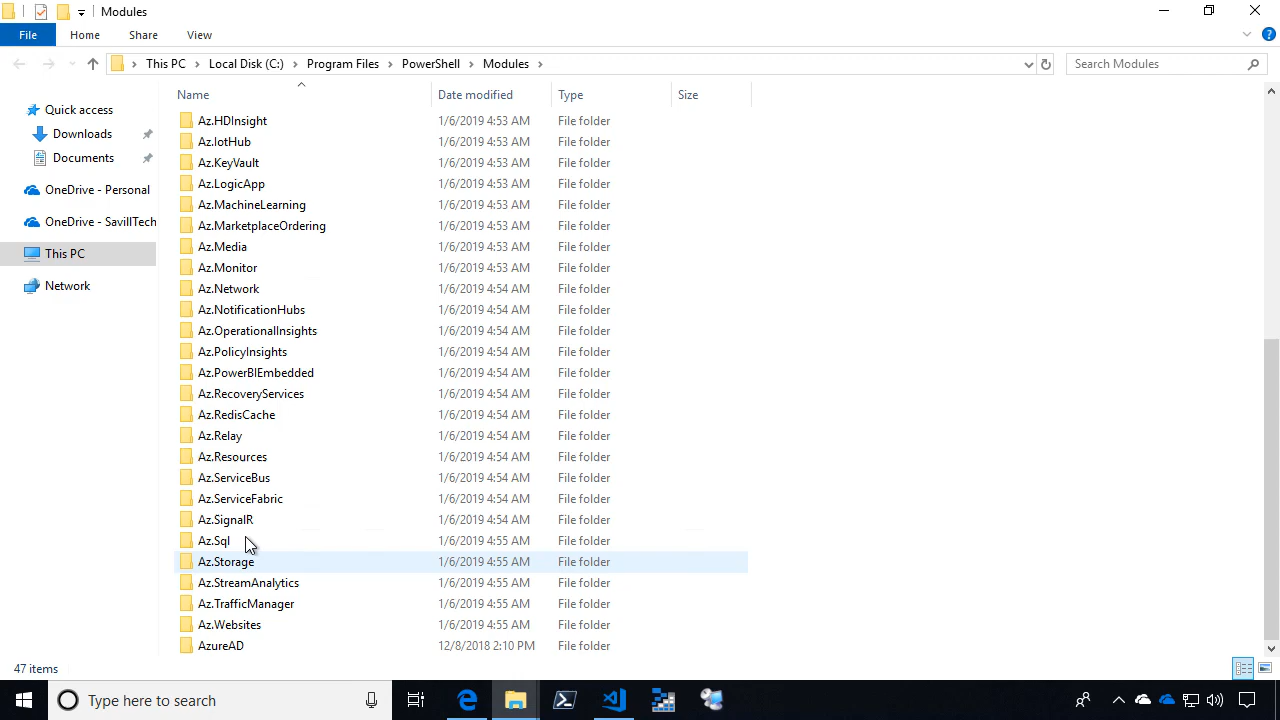 Modules
File Home Share View
This PC Local Disk (C:) Program Files PowerShell Modules Search Modules
Name Date modified Type Size
Quick access
Downloads
Documents
OneDrive - Personal
OneDrive - SavillTech
This PC
Network
Az.HDInsight 1/6/2019 4:53 AM File folder
Az.IotHub 1/6/2019 4:53 AM File folder
Az.KeyVault 1/6/2019 4:53 AM File folder
Az.LogicApp 1/6/2019 4:53 AM File folder
Az.MachineLearning 1/6/2019 4:53 AM File folder
Az.MarketplaceOrdering 1/6/2019 4:53 AM File folder
Az.Media 1/6/2019 4:53 AM File folder
Az.Monitor 1/6/2019 4:53 AM File folder
Az.Network 1/6/2019 4:54 AM File folder
Az.NotificationHubs 1/6/2019 4:54 AM File folder
Az.OperationalInsights 1/6/2019 4:54 AM File folder
Az.PolicyInsights 1/6/2019 4:54 AM File folder
Az.PowerBIEmbedded 1/6/2019 4:54 AM File folder
Az.RecoveryServices 1/6/2019 4:54 AM File folder
Az.RedisCache 1/6/2019 4:54 AM File folder
Az.Relay 1/6/2019 4:54 AM File folder
Az.Resources 1/6/2019 4:54 AM File folder
Az.ServiceBus 1/6/2019 4:54 AM File folder
Az.ServiceFabric 1/6/2019 4:54 AM File folder
Az.SignalR 1/6/2019 4:54 AM File folder
Az.Sql 1/6/2019 4:55 AM File folder
Az.Storage 1/6/2019 4:55 AM File folder
Az.StreamAnalytics 1/6/2019 4:55 AM File folder
Az.TrafficManager 1/6/2019 4:55 AM File folder
Az.Websites 1/6/2019 4:55 AM File folder
AzureAD 12/8/2018 2:10 PM File folder
47 items
Type here to search